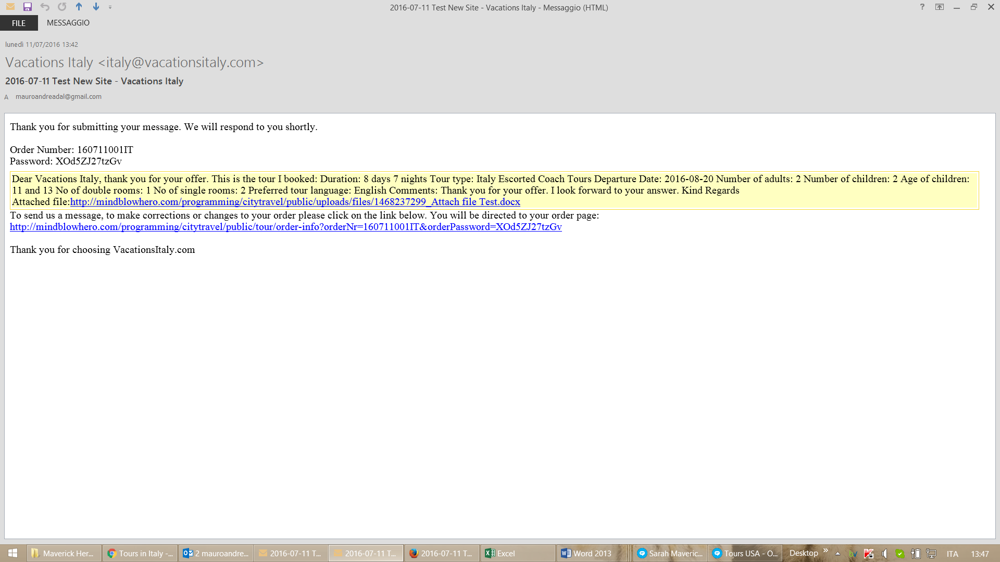 2016-07-11 Test New Site - Vacations Italy - Messaggio (HTML)
FILE MESSAGGIO
lunedì 11/07/2016 13:42
Vacations Italy <italy@vacationsitaly.com>
2016-07-11 Test New Site - Vacations Italy
A mauroandreadal@gmail.com
Thank you for submitting your message. We will respond to you shortly.
Order Number: 160711001IT
Password: XOd5ZJ27tzGv
Dear Vacations Italy, thank you for your offer. This is the tour I booked: Duration: 8 days 7 nights Tour type: Italy Escorted Coach Tours Departure Date: 2016-08-20 Number of adults: 2 Number of children: 2 Age of children:
11 and 13 No of double rooms: 1 No of single rooms: 2 Preferred tour language: English Comments: Thank you for your offer. I look forward to your answer. Kind Regards
Attached file:http://mindblowhero.com/programming/citytravel/public/uploads/files/1468237299_Attach file Test.docx
To send us a message, to make corrections or changes to your order please click on the link below. You will be directed to your order page:
http://mindblowhero.com/programming/citytravel/public/tour/order-info?orderNr=160711001IT&orderPassword=XOd5ZJ27tzGv
Thank you for choosing VacationsItaly.com
Maverick Her... Tours in Italy -... 2 mauroandre... 2016-07-11 T... 2016-07-11 T... 2016-07-11 T... Excel Word 2013 Sarah Maveric... Tours USA - O... Desktop » ITA 13:47